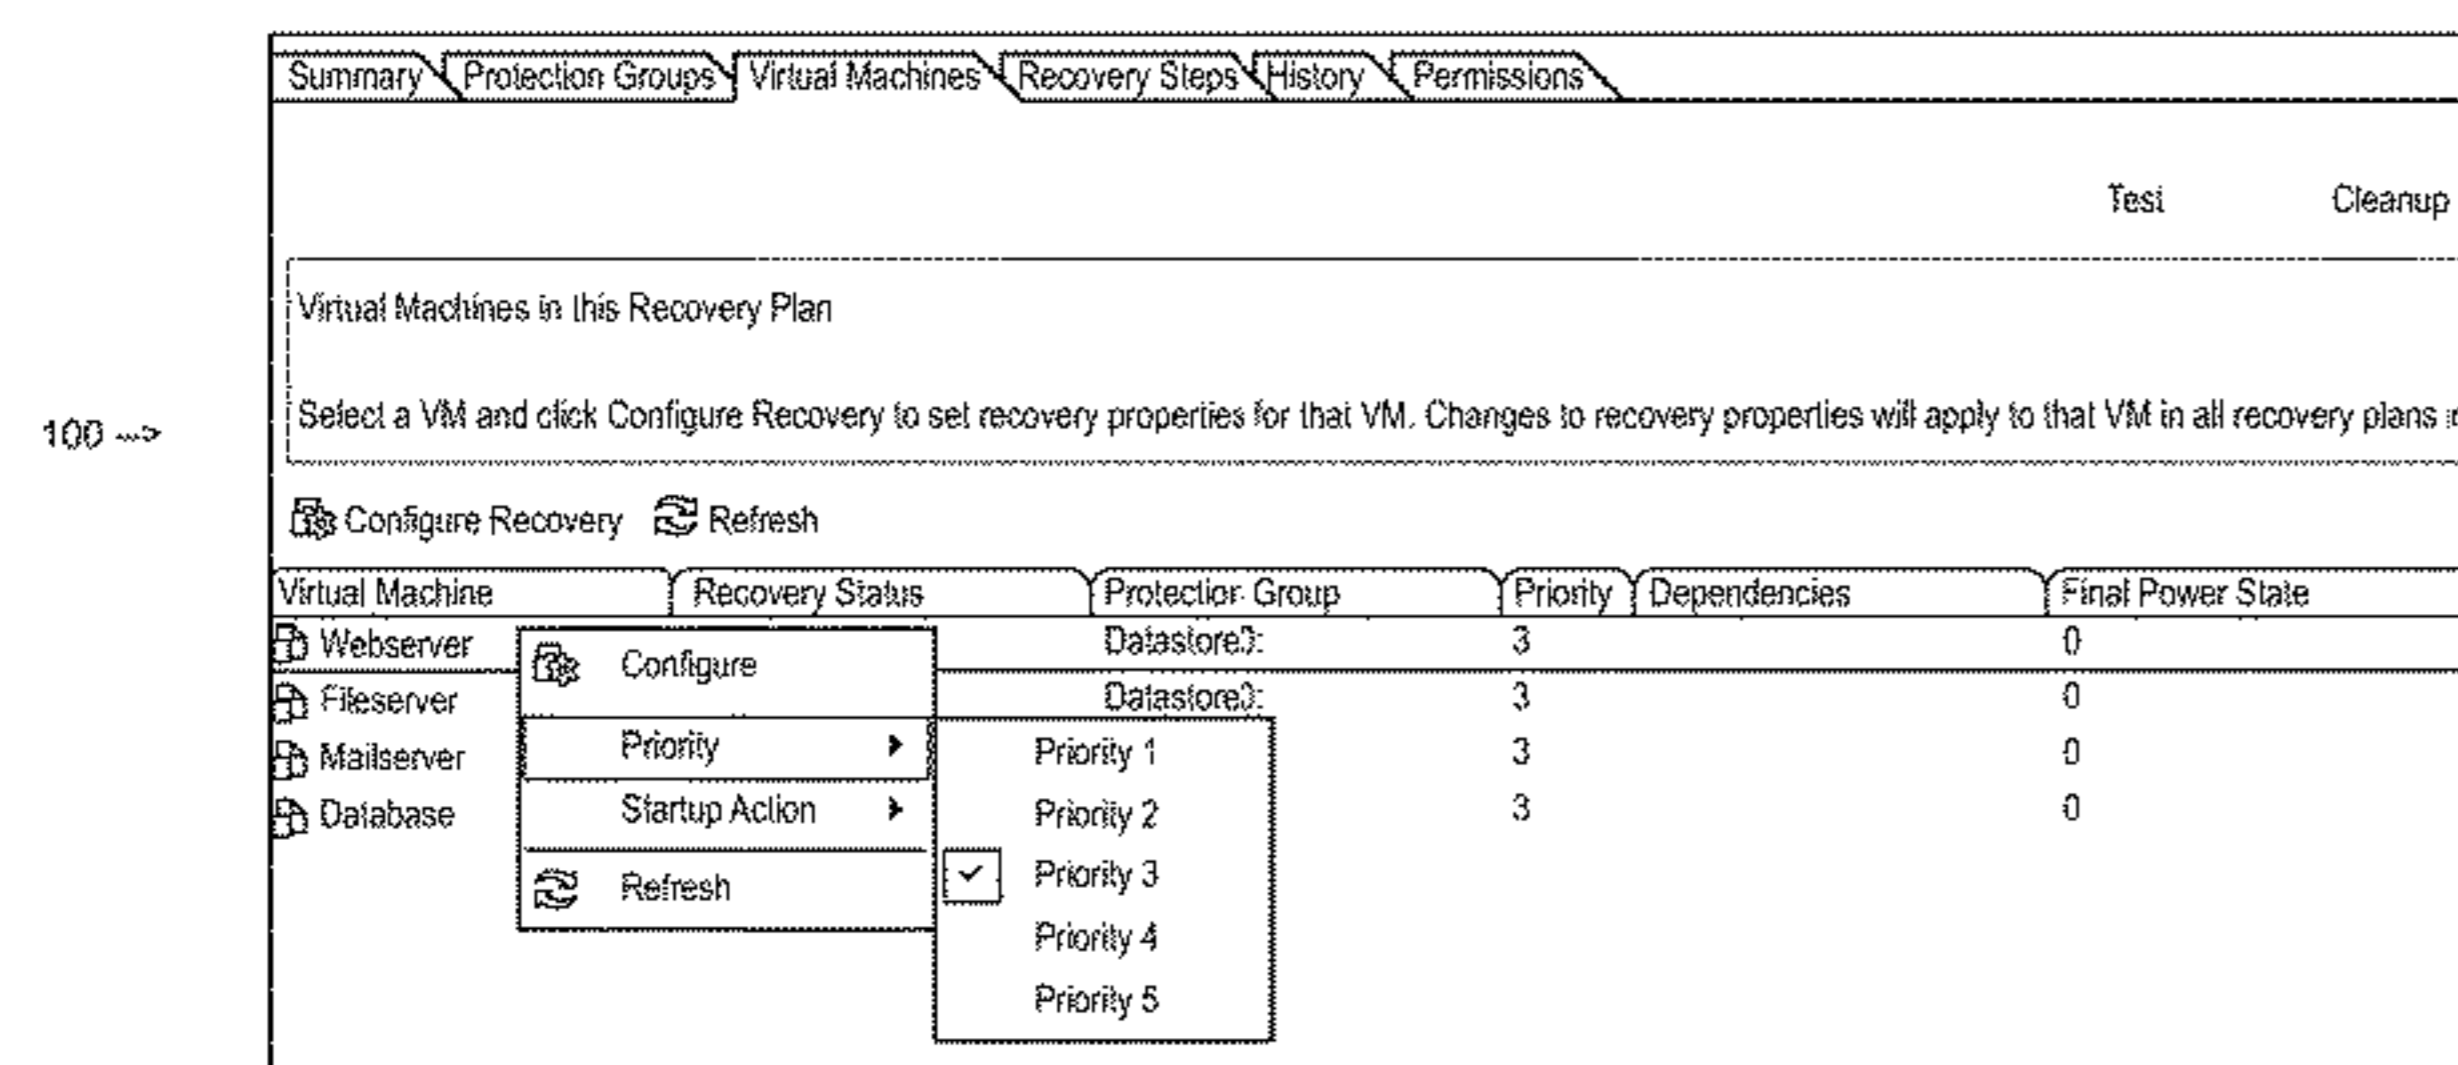 Summary Protection Groups Virtual Machines Recovery Steps History Permissions
Test Cleanup
Virtual Machines in this Recovery Plan
100 --->
Select a VM and click Configure Recovery to set recovery properties for that VM. Changes to recovery properties will apply to that VM in all recovery plans
Configure Recovery Refresh
Virtual Machine Recovery Status Protection Group Priority Dependencies Final Power State
Webserver Configure 3 0
Fileserver 3 0
Mailserver Priority Priority 1 3 0
Database Startup Action Priority 2 3 0
Refresh ✓ Priority 3
Priority 4
Priority 5